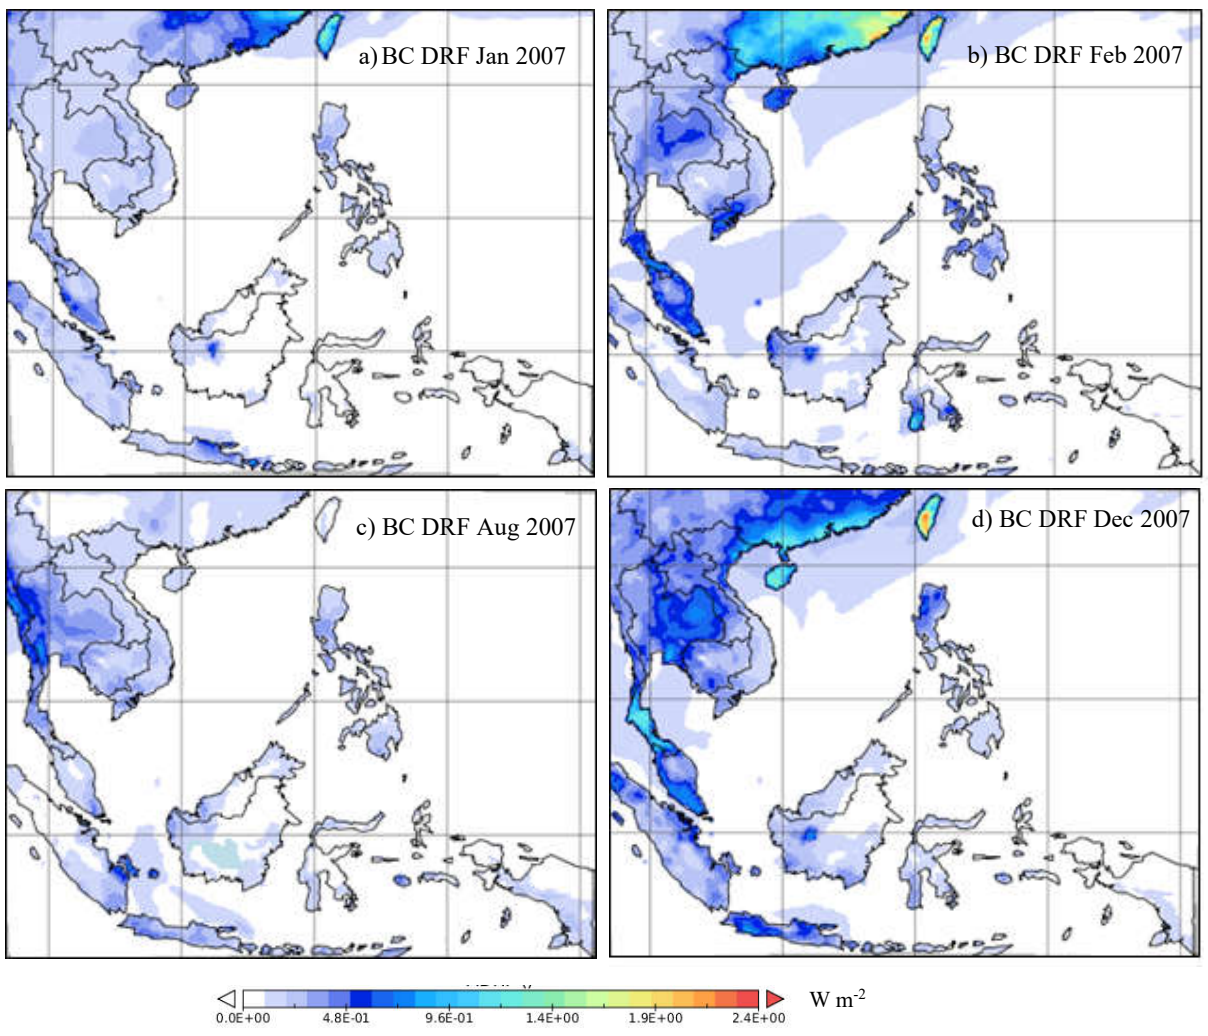 a) BC DRF Jan 2007
b) BC DRF Feb 2007
c) BC DRF Aug 2007
d) BC DRF Dec 2007
W m-2
0.0E+00 4.8E-01 9.6E-01 1.4E+00 1.9E+00 2.4E+00